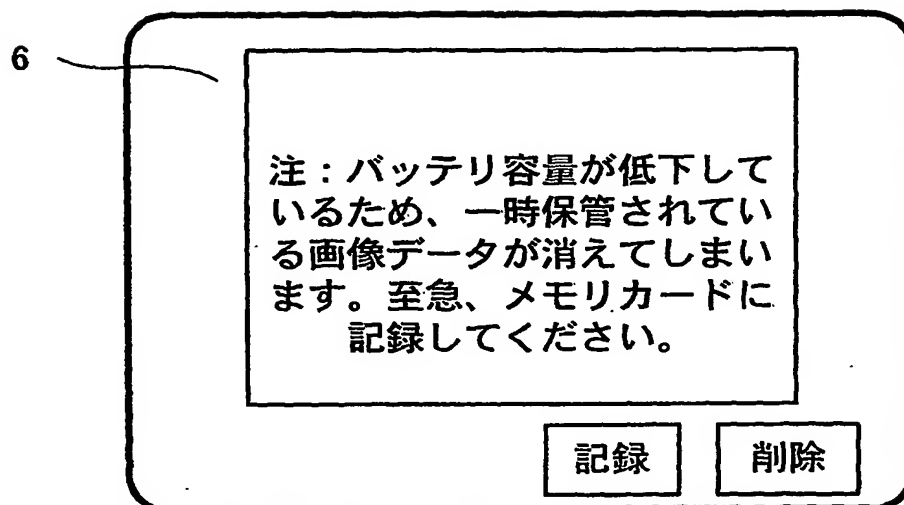 6
注：バッテリ容量が低下して
いるため、一時保管されてい
る画像データが消えてしまい
ます。至急、メモリカードに
記録してください。
記録 削除